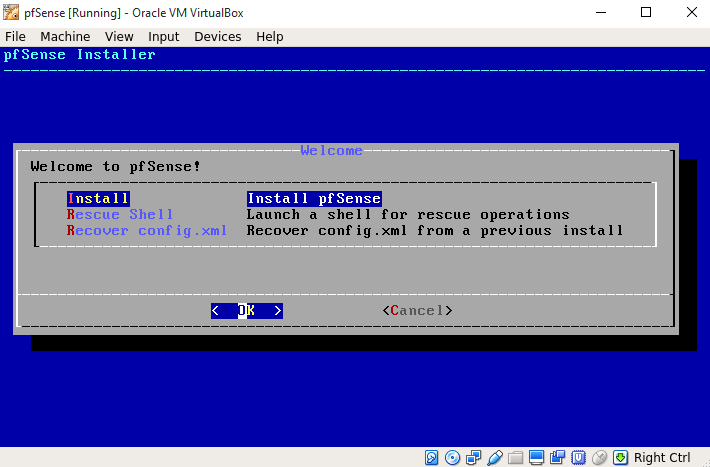 pfSense [Running] - Oracle VM VirtualBox
File Machine View Input Devices Help
pfSense Installer
Welcome
Welcome to pfSense!
Install Install pfSense
Rescue Shell Launch a shell for rescue operations
Recover config.xml Recover config.xml from a previous install
< OK > <Cancel>
Right Ctrl